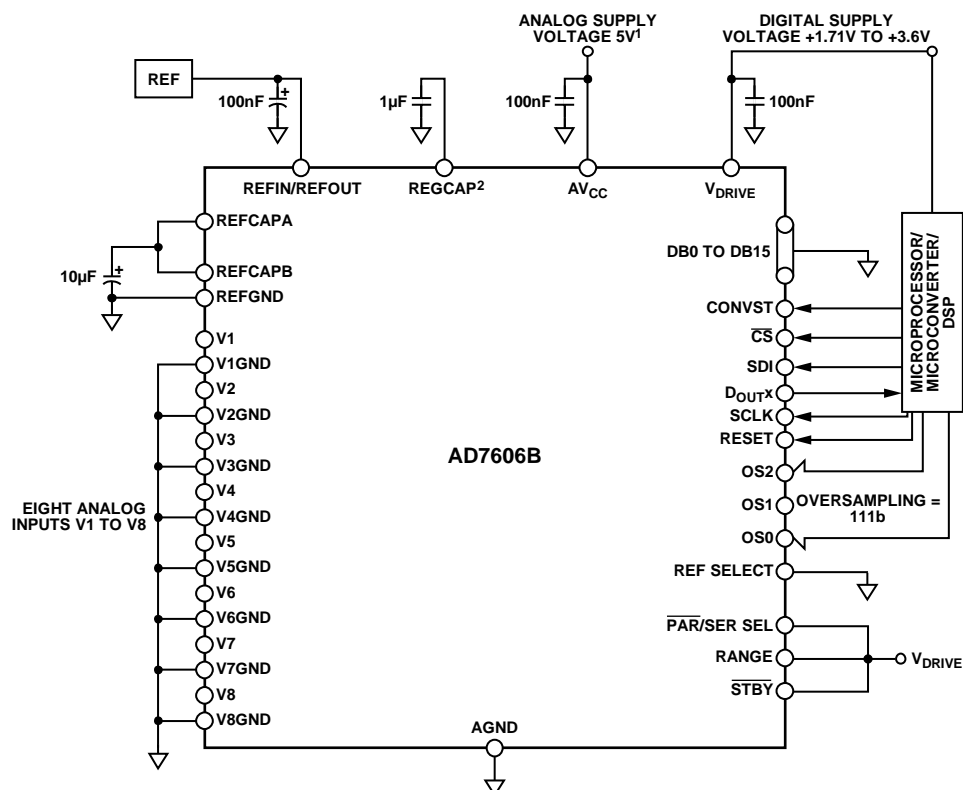 ANALOG SUPPLY
VOLTAGE 5V1
DIGITAL SUPPLY
VOLTAGE +1.71V TO +3.6V
REF
100nF
+
1µF
100nF
100nF
REFIN/REFOUT
REGCAP2
AVCC
VDRIVE
REFCAPA
REFCAPB
REFGND
10µF
+
V1
V1GND
V2
V2GND
V3
V3GND
V4
V4GND
V5
V5GND
V6
V6GND
V7
V7GND
V8
V8GND
EIGHT ANALOG
INPUTS V1 TO V8
AD7606B
AGND
DB0 TO DB15
CONVST
CS
SDI
DOUTx
SCLK
RESET
OS2
OS1
OS0
OVERSAMPLING =
111b
REF SELECT
PAR/SER SEL
RANGE
STBY
VDRIVE
MICROPROCESSOR/
MICROCONVERTER/
DSP